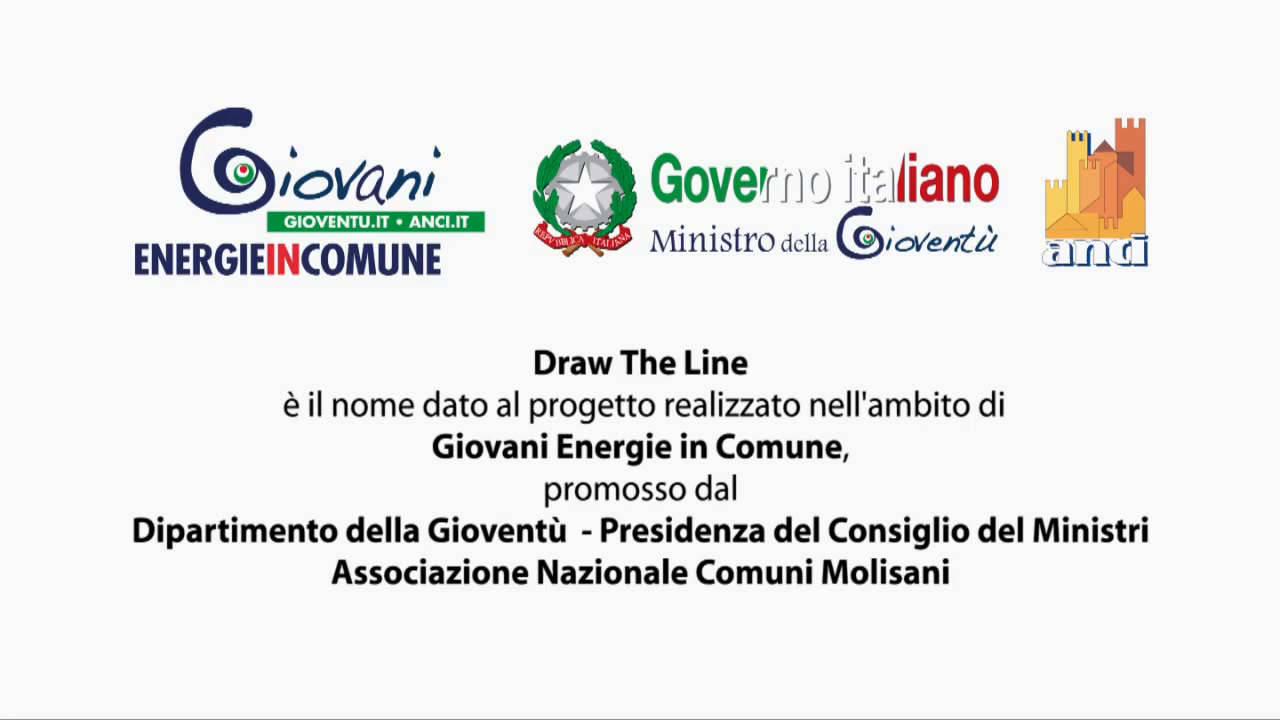 Giovani
GIOVENTU.IT • ANCI.IT
ENERGIEINCOMUNE
REPVBBLICA ITALIANA
Governo italiano
Ministro della Gioventù
anci
Draw The Line
è il nome dato al progetto realizzato nell'ambito di
Giovani Energie in Comune,
promosso dal
Dipartimento della Gioventù - Presidenza del Consiglio del Ministri
Associazione Nazionale Comuni Molisani